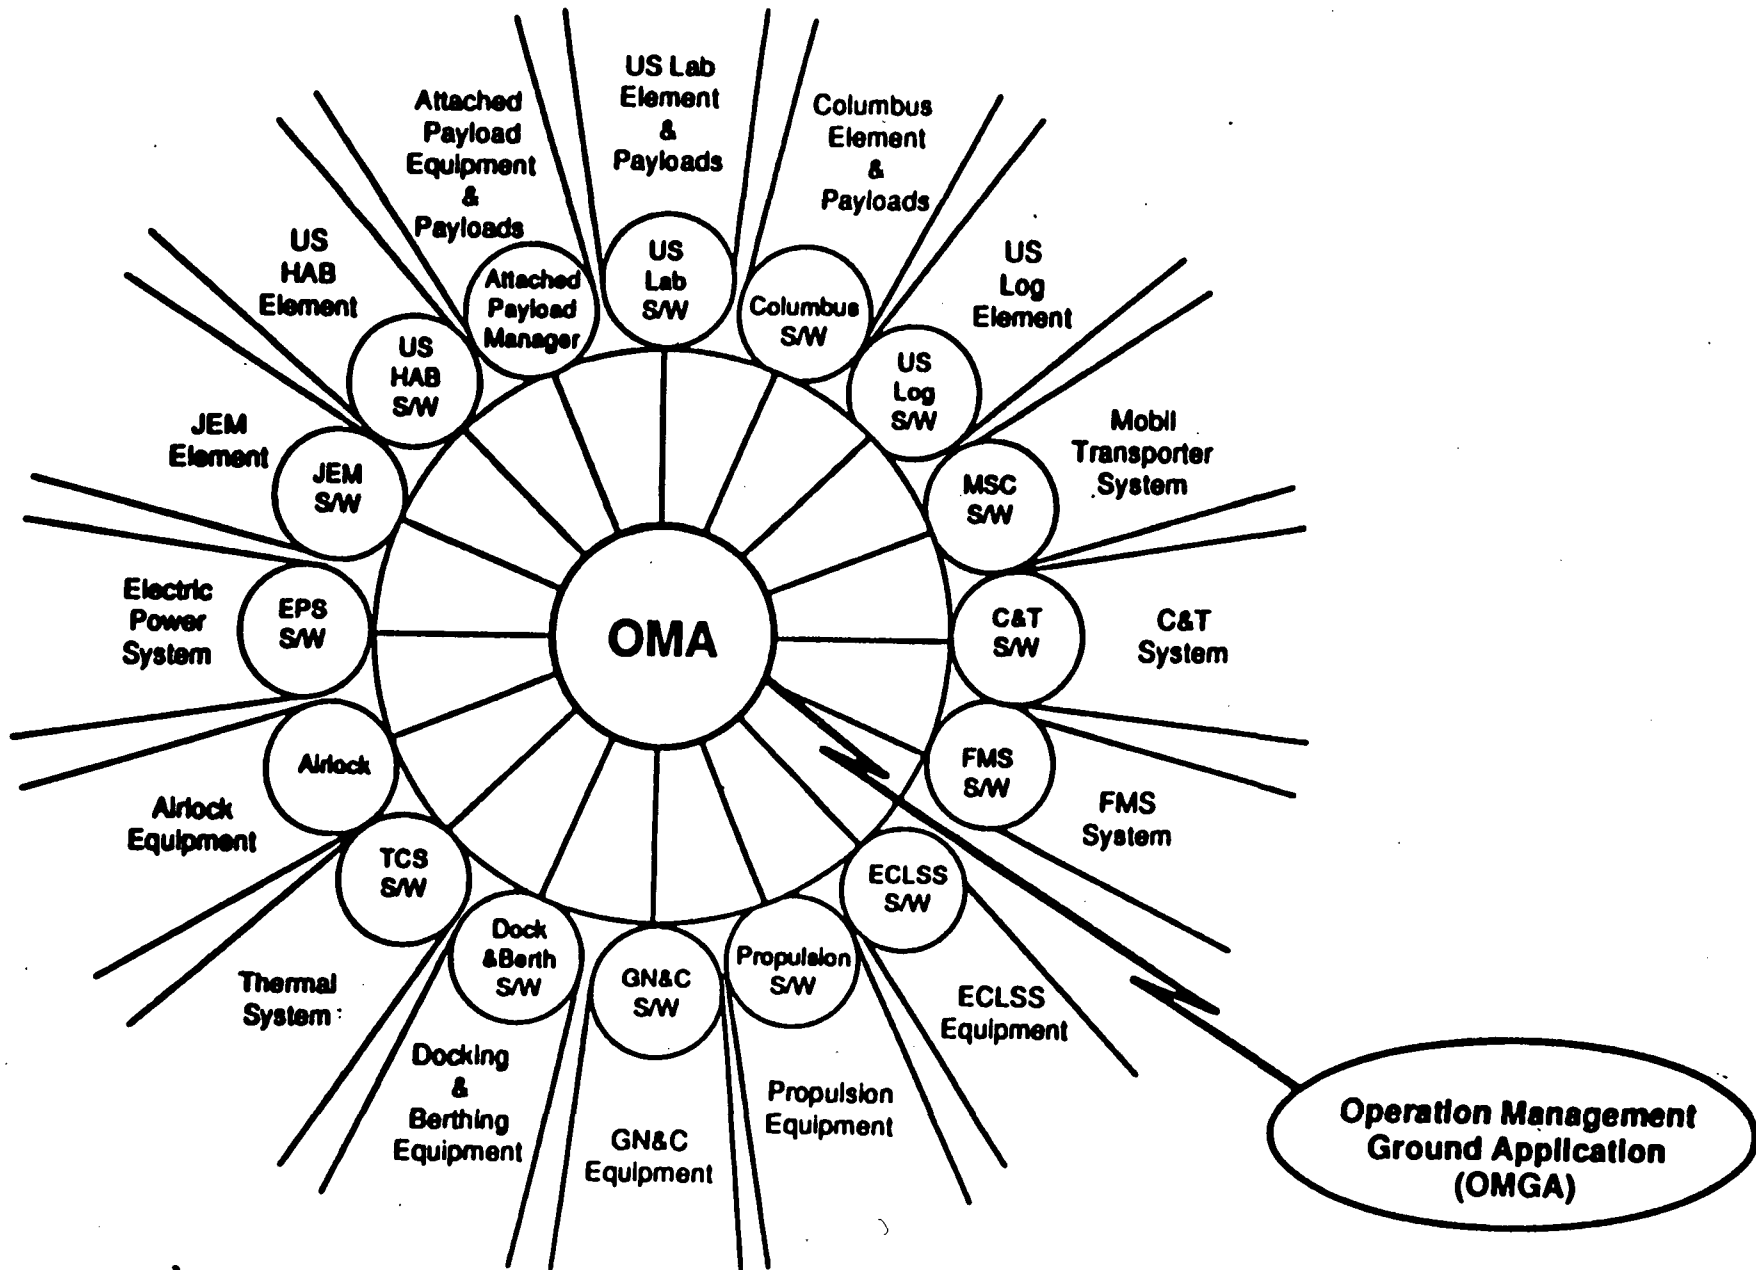 US Lab
Element
&
Payloads
Attached
Payload
Equipment
&
Payloads
Columbus
Element
&
Payloads
US
HAB
Element
US
Log
Element
US
Lab
S/W
Attached
Payload
Manager
Columbus
S/W
US
HAB
S/W
US
Log
S/W
JEM
Element
Mobil
Transporter
System
JEM
S/W
MSC
S/W
Electric
Power
System
EPS
S/W
OMA
C&T
S/W
C&T
System
Airlock
FMS
S/W
Airlock
Equipment
FMS
System
TCS
S/W
ECLSS
S/W
Dock
&Berth
S/W
GN&C
S/W
Propulsion
S/W
Thermal
System
ECLSS
Equipment
Docking
&
Berthing
Equipment
GN&C
Equipment
Propulsion
Equipment
Operation Management
Ground Application
(OMGA)